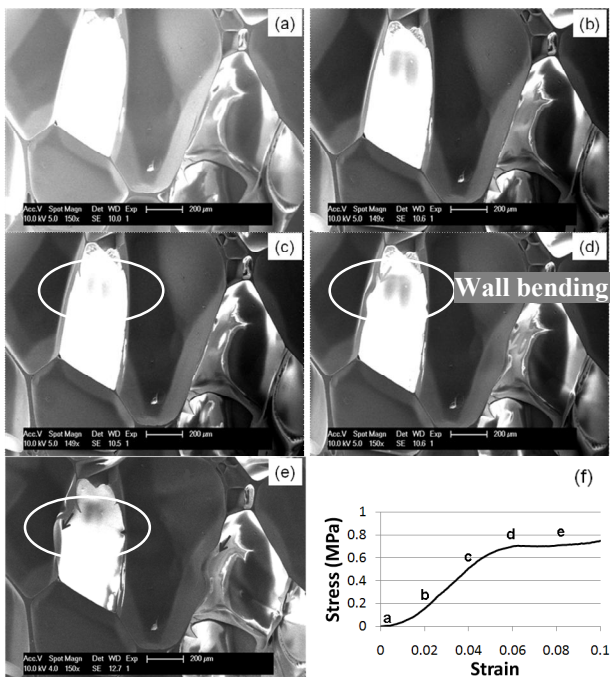 (a)
Acc.V Spot Magn Det WD Exp
10.0 kV 5.0 150x SE 10.0 1
200 µm
(b)
Acc.V Spot Magn Det WD Exp
10.0 kV 5.0 149x SE 10.6 1
200 µm
(c)
Acc.V Spot Magn Det WD Exp
10.0 kV 5.0 149x SE 10.5 1
200 µm
(d)
Wall bending
Acc.V Spot Magn Det WD Exp
10.0 kV 5.0 150x SE 10.6 1
200 µm
(e)
Acc.V Spot Magn Det WD Exp
10.0 kV 4.0 150x SE 12.7 1
200 µm
(f)
Stress (MPa)
1
0.8
0.6
0.4
0.2
0
a
b
c
d
e
0 0.02 0.04 0.06 0.08 0.1
Strain